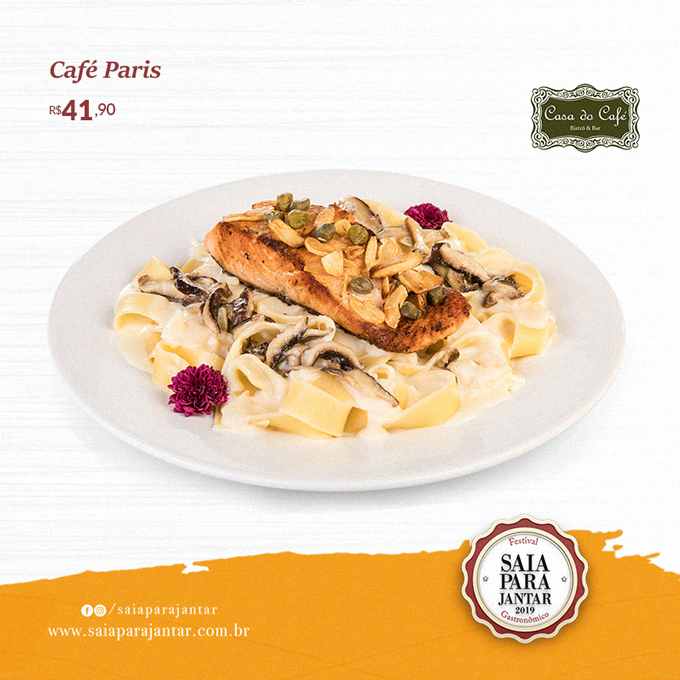 Café Paris
R$41,90
Casa do Café
Bistrô & Bar
Festival
SAIA
PARA
JANTAR
2019
Gastronômico
/saiaparajantar
www.saiaparajantar.com.br